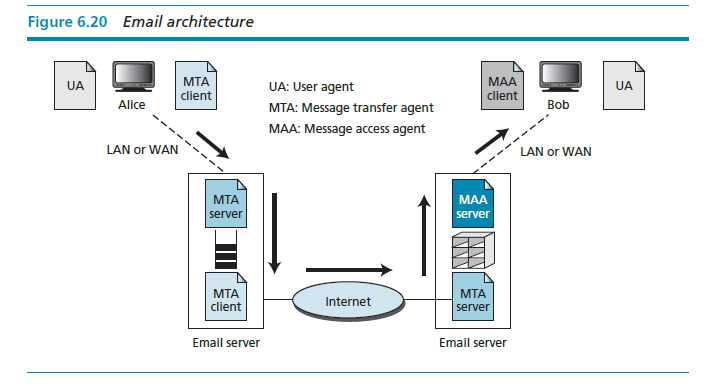 Figure 6.20 Email architecture
UA
Alice
MTA
client
UA: User agent
MTA: Message transfer agent
MAA: Message access agent
MAA
client
Bob
UA
LAN or WAN
LAN or WAN
MTA
server
MAA
server
MTA
client
Internet
MTA
server
Email server
Email server